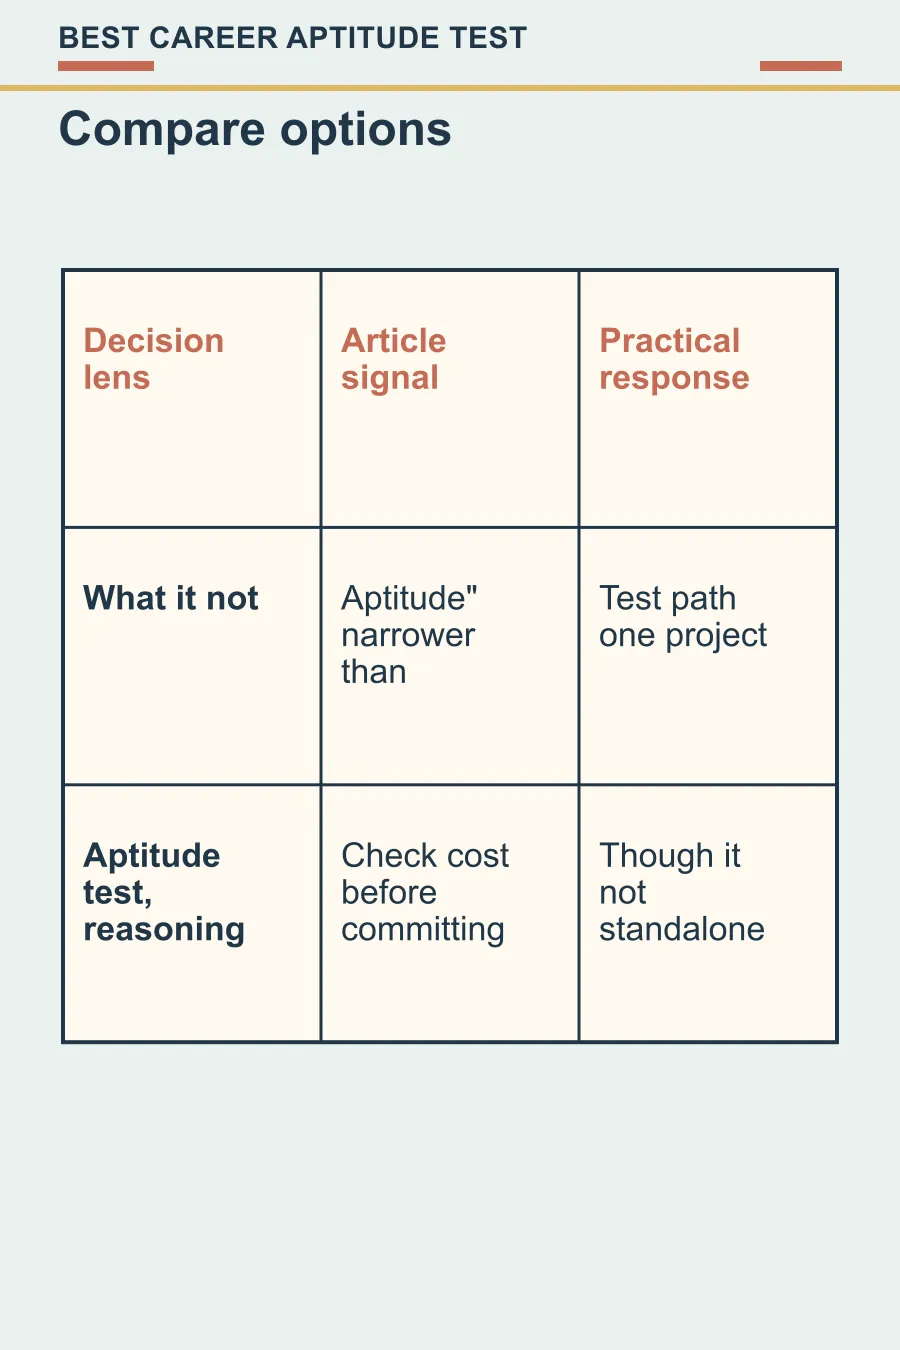 BEST CAREER APTITUDE TEST
Compare options
Decision
lens
Article
signal
Practical
response
What it not
Aptitude"
narrower
than
Test path
one project
Aptitude
test,
reasoning
Check cost
before
committing
Though it
not
standalone